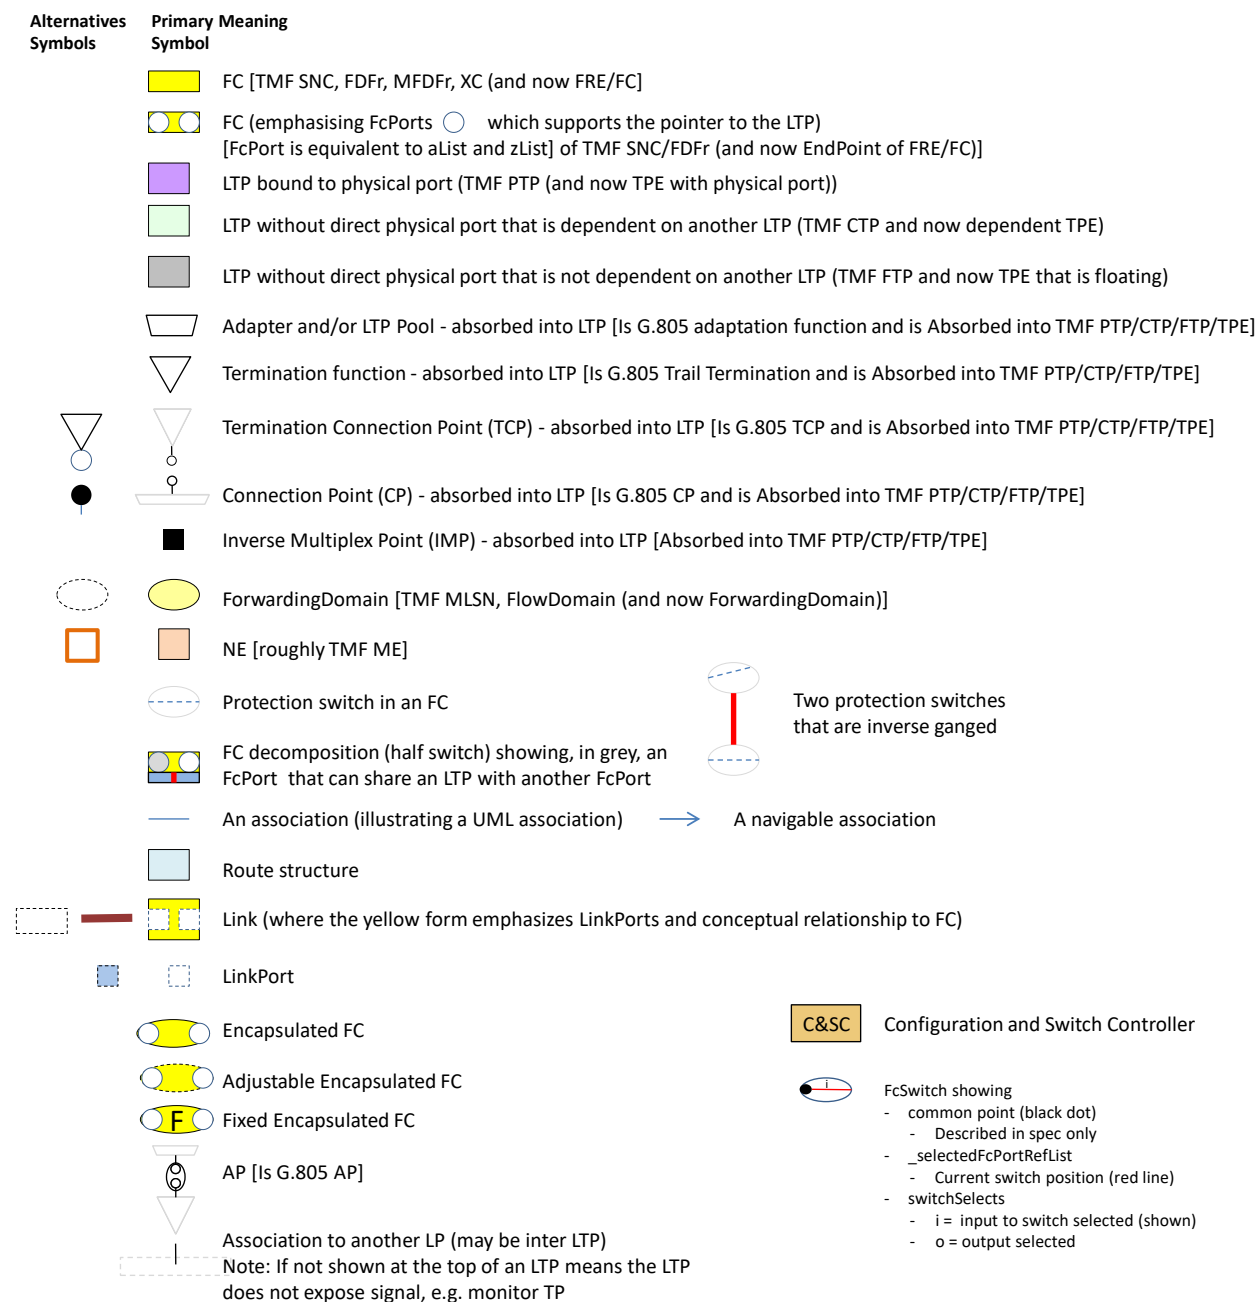 Alternatives Symbols
Primary Meaning Symbol
FC [TMF SNC, FDFr, MFDFr, XC (and now FRE/FC]
FC (emphasising FcPorts which supports the pointer to the LTP)
[FcPort is equivalent to aList and zList] of TMF SNC/FDFr (and now EndPoint of FRE/FC)]
LTP bound to physical port (TMF PTP (and now TPE with physical port))
LTP without direct physical port that is dependent on another LTP (TMF CTP and now dependent TPE)
LTP without direct physical port that is not dependent on another LTP (TMF FTP and now TPE that is floating)
Adapter and/or LTP Pool - absorbed into LTP [Is G.805 adaptation function and is Absorbed into TMF PTP/CTP/FTP/TPE]
Termination function - absorbed into LTP [Is G.805 Trail Termination and is Absorbed into TMF PTP/CTP/FTP/TPE]
Termination Connection Point (TCP) - absorbed into LTP [Is G.805 TCP and is Absorbed into TMF PTP/CTP/FTP/TPE]
Connection Point (CP) - absorbed into LTP [Is G.805 CP and is Absorbed into TMF PTP/CTP/FTP/TPE]
Inverse Multiplex Point (IMP) - absorbed into LTP [Absorbed into TMF PTP/CTP/FTP/TPE]
ForwardingDomain [TMF MLSN, FlowDomain (and now ForwardingDomain)]
NE [roughly TMF ME]
Protection switch in an FC
Two protection switches
that are inverse ganged
FC decomposition (half switch) showing, in grey, an
FcPort that can share an LTP with another FcPort
An association (illustrating a UML association)
A navigable association
Route structure
Link (where the yellow form emphasizes LinkPorts and conceptual relationship to FC)
LinkPort
Encapsulated FC
Adjustable Encapsulated FC
F
Fixed Encapsulated FC
AP [Is G.805 AP]
Association to another LP (may be inter LTP)
Note: If not shown at the top of an LTP means the LTP
does not expose signal, e.g. monitor TP
C&SC
Configuration and Switch Controller
i
FcSwitch showing
- common point (black dot)
- Described in spec only
- _selectedFcPortRefList
- Current switch position (red line)
- switchSelects
- i = input to switch selected (shown)
- o = output selected